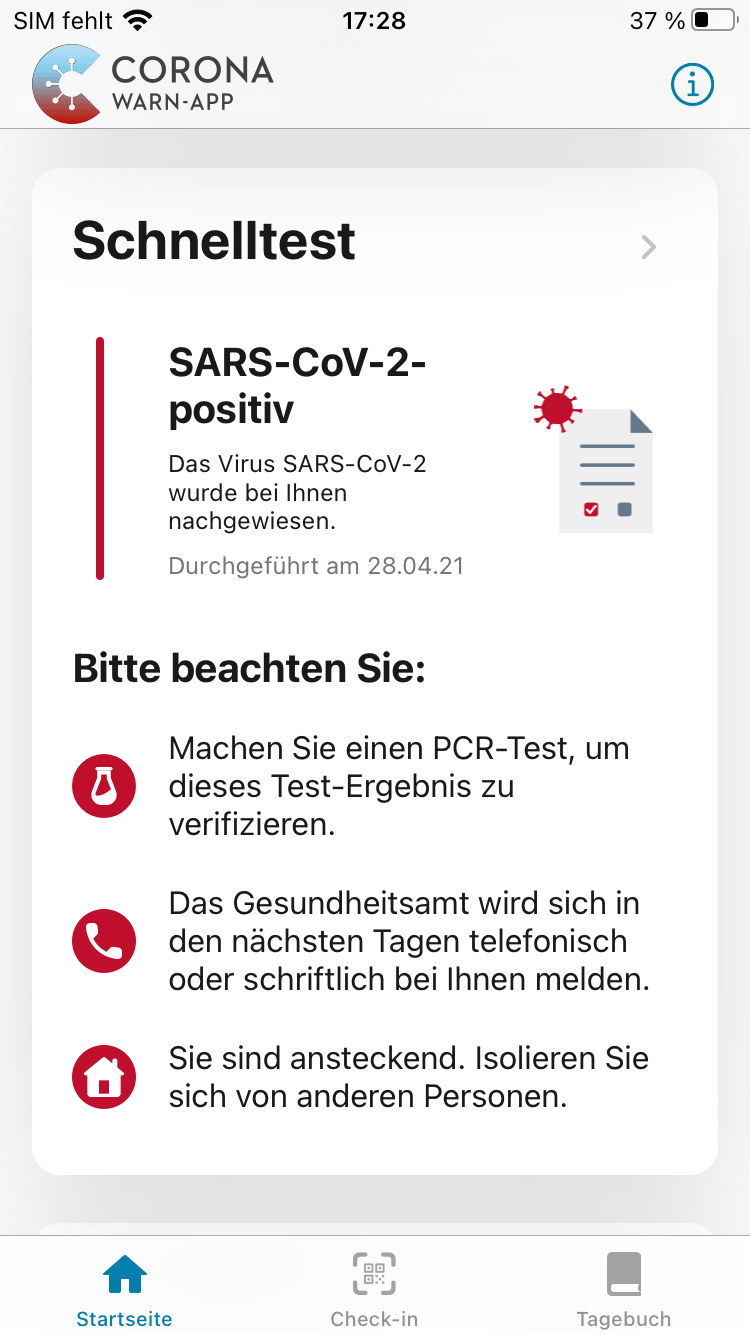 SIM fehlt 17:28 37 %
CORONA
WARN-APP
Schnelltest
SARS-CoV-2-
positiv
Das Virus SARS-CoV-2
wurde bei Ihnen
nachgewiesen.
Durchgeführt am 28.04.21
Bitte beachten Sie:
Machen Sie einen PCR-Test, um
dieses Test-Ergebnis zu
verifizieren.
Das Gesundheitsamt wird sich in
den nächsten Tagen telefonisch
oder schriftlich bei Ihnen melden.
Sie sind ansteckend. Isolieren Sie
sich von anderen Personen.
Startseite Check-in Tagebuch